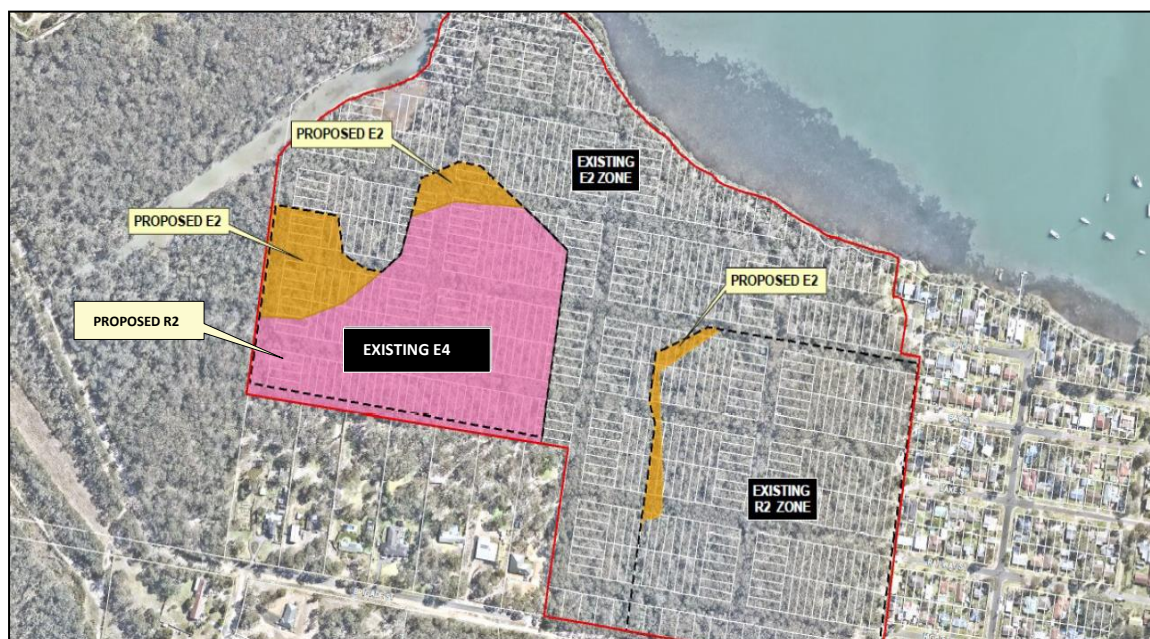 PROPOSED E2
EXISTING
E2 ZONE
PROPOSED E2
PROPOSED E2
PROPOSED R2
EXISTING E4
EXISTING
R2 ZONE